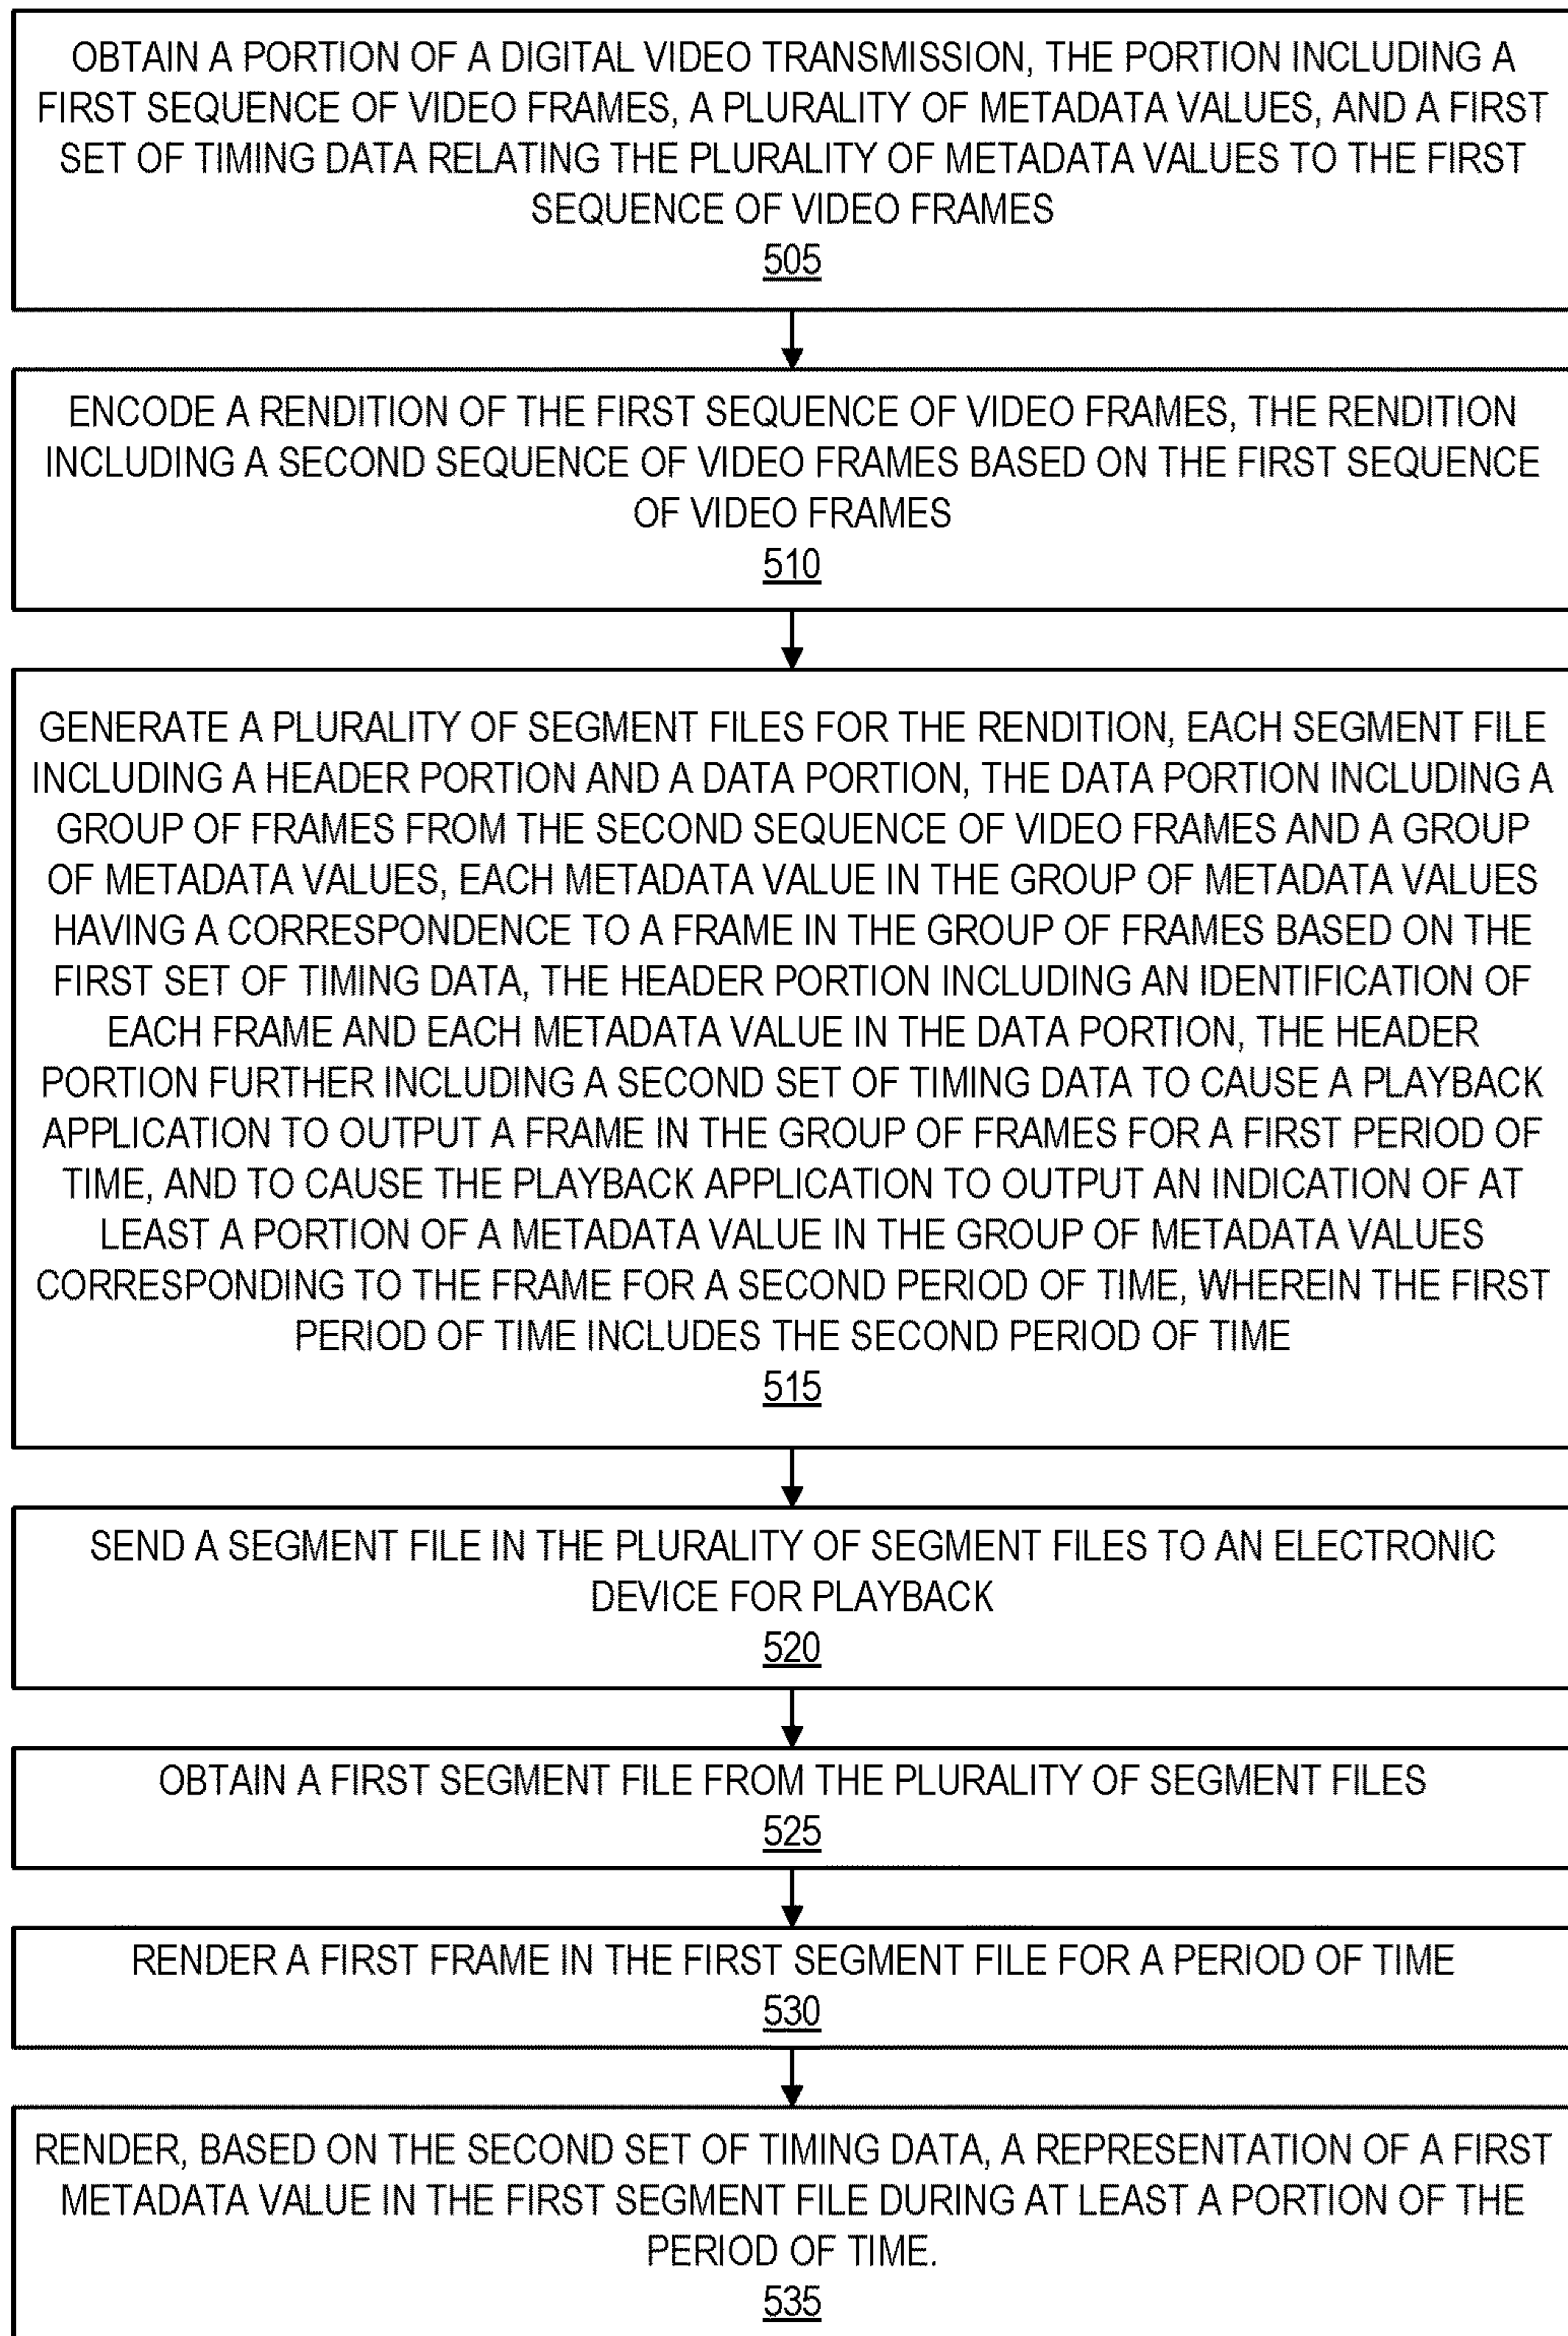 OBTAIN A PORTION OF A DIGITAL VIDEO TRANSMISSION, THE PORTION INCLUDING A
FIRST SEQUENCE OF VIDEO FRAMES, A PLURALITY OF METADATA VALUES, AND A FIRST
SET OF TIMING DATA RELATING THE PLURALITY OF METADATA VALUES TO THE FIRST
SEQUENCE OF VIDEO FRAMES
505
ENCODE A RENDITION OF THE FIRST SEQUENCE OF VIDEO FRAMES, THE RENDITION
INCLUDING A SECOND SEQUENCE OF VIDEO FRAMES BASED ON THE FIRST SEQUENCE
OF VIDEO FRAMES
510
GENERATE A PLURALITY OF SEGMENT FILES FOR THE RENDITION, EACH SEGMENT FILE
INCLUDING A HEADER PORTION AND A DATA PORTION, THE DATA PORTION INCLUDING A
GROUP OF FRAMES FROM THE SECOND SEQUENCE OF VIDEO FRAMES AND A GROUP
OF METADATA VALUES, EACH METADATA VALUE IN THE GROUP OF METADATA VALUES
HAVING A CORRESPONDENCE TO A FRAME IN THE GROUP OF FRAMES BASED ON THE
FIRST SET OF TIMING DATA, THE HEADER PORTION INCLUDING AN IDENTIFICATION OF
EACH FRAME AND EACH METADATA VALUE IN THE DATA PORTION, THE HEADER
PORTION FURTHER INCLUDING A SECOND SET OF TIMING DATA TO CAUSE A PLAYBACK
APPLICATION TO OUTPUT A FRAME IN THE GROUP OF FRAMES FOR A FIRST PERIOD OF
TIME, AND TO CAUSE THE PLAYBACK APPLICATION TO OUTPUT AN INDICATION OF AT
LEAST A PORTION OF A METADATA VALUE IN THE GROUP OF METADATA VALUES
CORRESPONDING TO THE FRAME FOR A SECOND PERIOD OF TIME, WHEREIN THE FIRST
PERIOD OF TIME INCLUDES THE SECOND PERIOD OF TIME
515
SEND A SEGMENT FILE IN THE PLURALITY OF SEGMENT FILES TO AN ELECTRONIC
DEVICE FOR PLAYBACK
520
OBTAIN A FIRST SEGMENT FILE FROM THE PLURALITY OF SEGMENT FILES
525
RENDER A FIRST FRAME IN THE FIRST SEGMENT FILE FOR A PERIOD OF TIME
530
RENDER, BASED ON THE SECOND SET OF TIMING DATA, A REPRESENTATION OF A FIRST
METADATA VALUE IN THE FIRST SEGMENT FILE DURING AT LEAST A PORTION OF THE
PERIOD OF TIME.
535